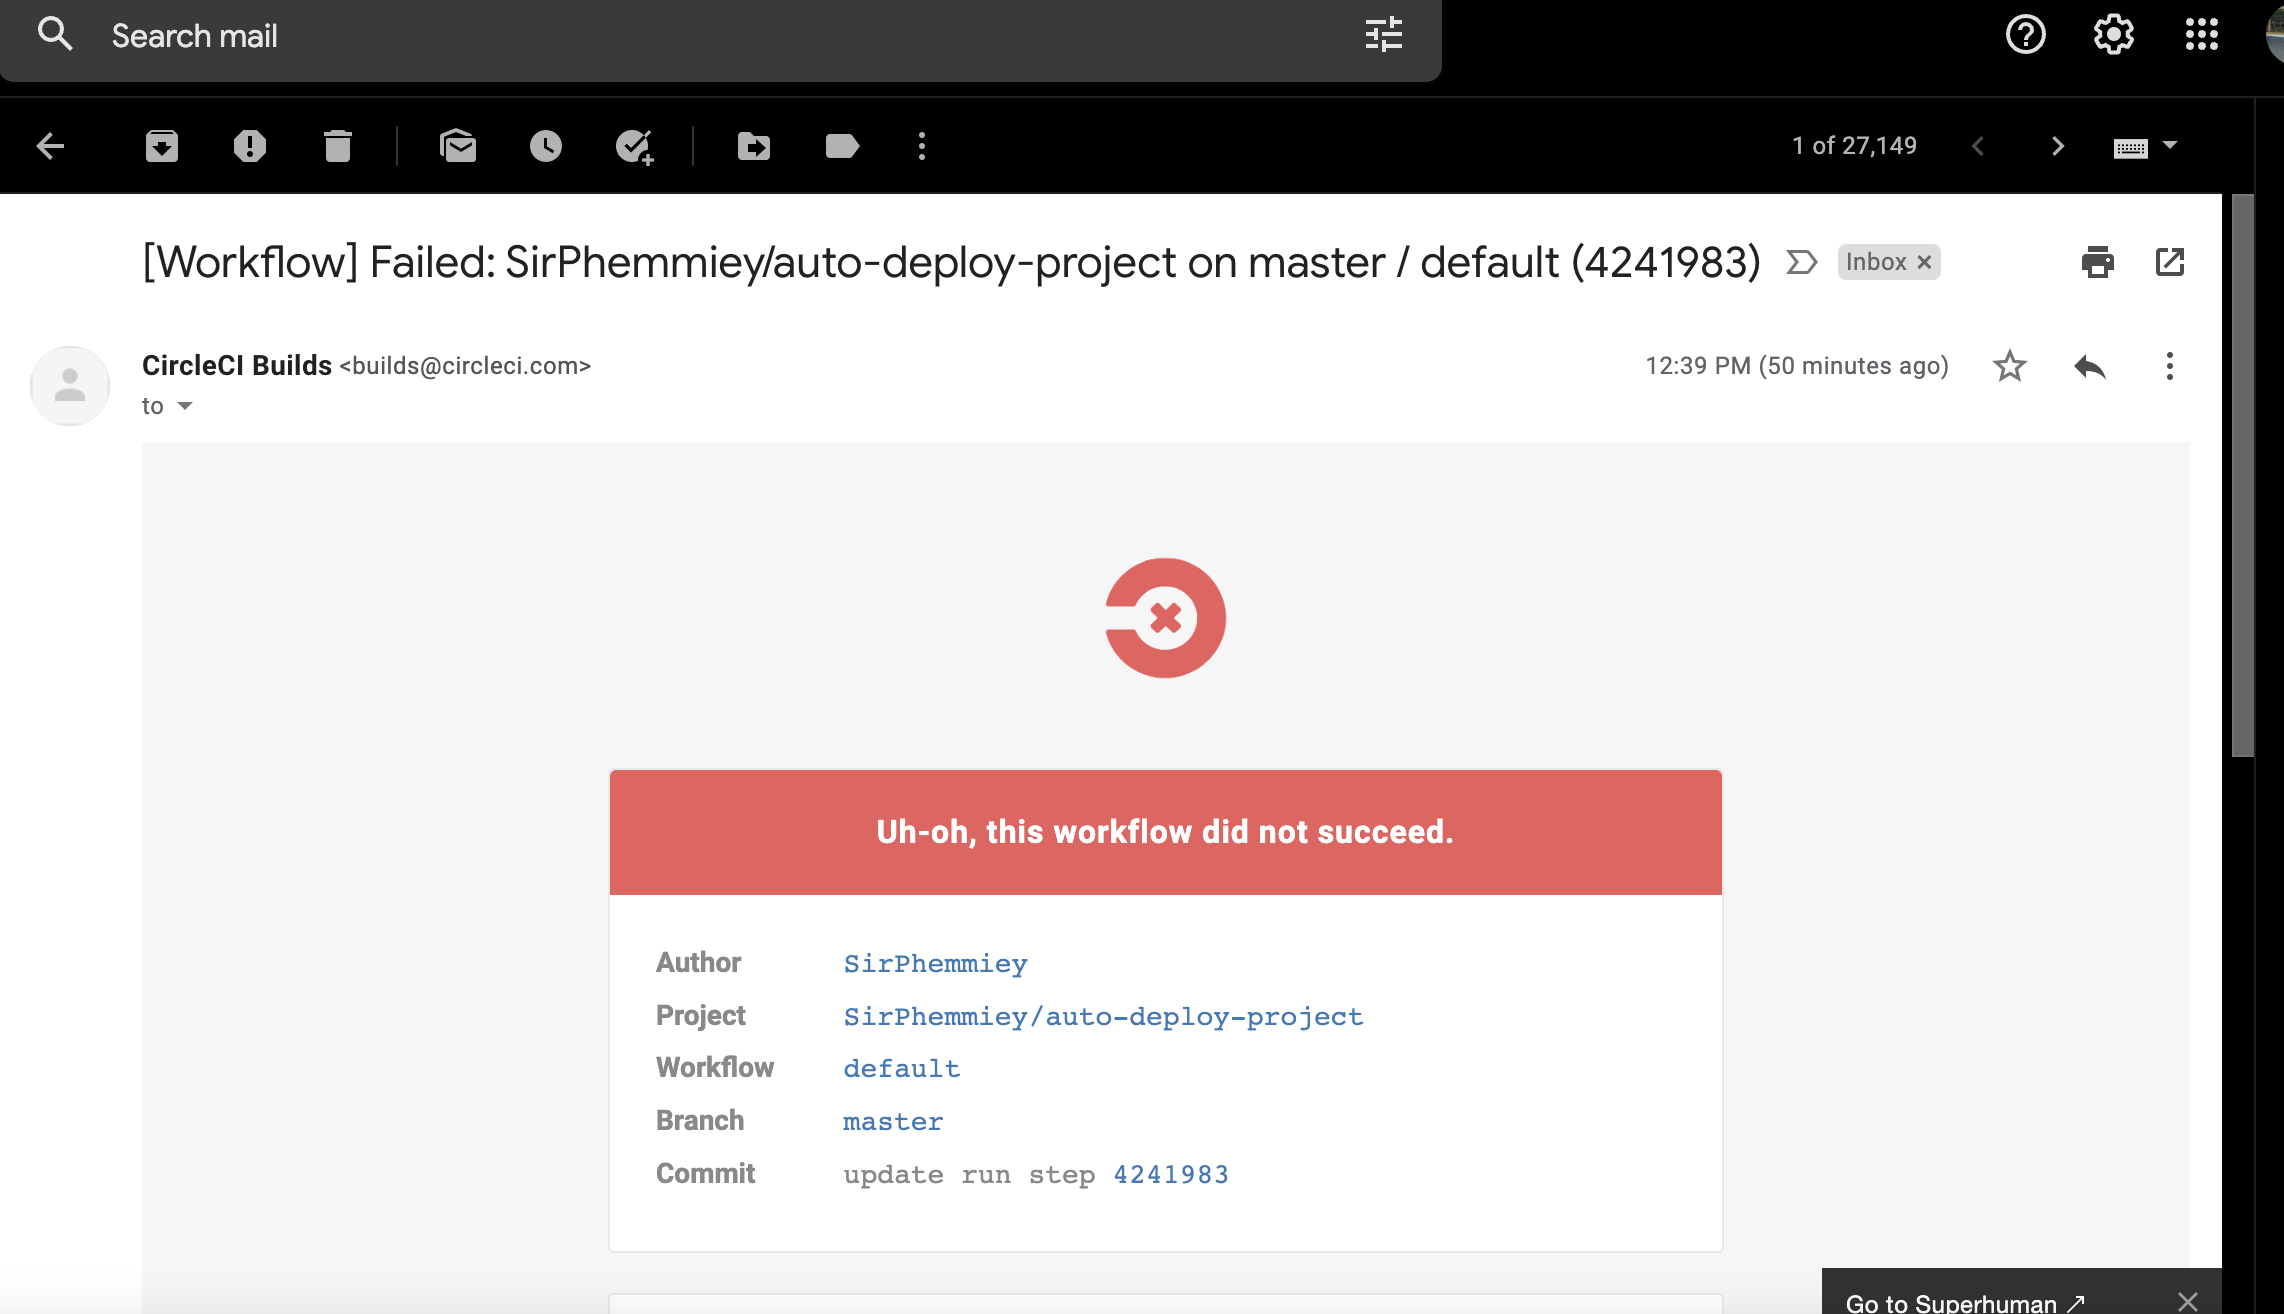 Search mail
1 of 27,149
[Workflow] Failed: SirPhemmiey/auto-deploy-project on master / default (4241983) Inbox ×
CircleCI Builds <builds@circleci.com> 12:39 PM (50 minutes ago)
to
Uh-oh, this workflow did not succeed.
Author SirPhemmiey
Project SirPhemmiey/auto-deploy-project
Workflow default
Branch master
Commit update run step 4241983
Go to Superhuman ↗